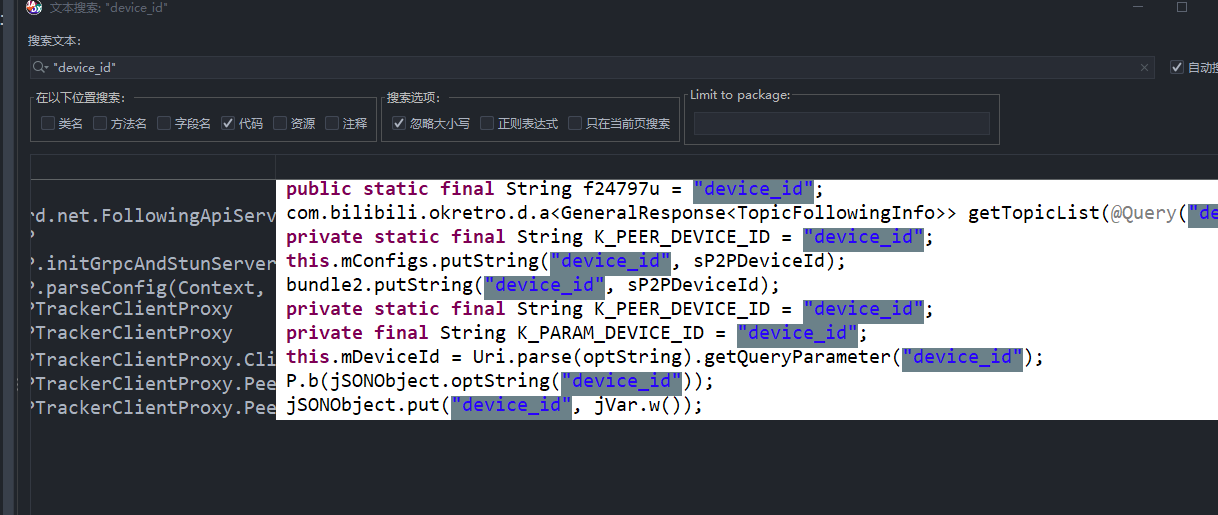 文本搜索: "device_id"
搜索文本:
"device_id"
自动搜
在以下位置搜索:
搜索选项:
Limit to package:
类名 方法名 字段名 代码 资源 注释
忽略大小写 正则表达式 只在当前页搜索
public static final String f24797u = "device_id";
rd.net.FollowingApiServ com.bilibili.okretro.d.a<GeneralResponse<TopicFollowingInfo>> getTopicList(@Query("de
P private static final String K_PEER_DEVICE_ID = "device_id";
P.initGrpcAndStunServer this.mConfigs.putString("device_id", sP2PDeviceId);
P.parseConfig(Context, bundle2.putString("device_id", sP2PDeviceId);
PTrackerClientProxy private static final String K_PEER_DEVICE_ID = "device_id";
PTrackerClientProxy private final String K_PARAM_DEVICE_ID = "device_id";
PTrackerClientProxy.Cli this.mDeviceId = Uri.parse(optString).getQueryParameter("device_id");
PTrackerClientProxy.Pee P.b(jSONObject.optString("device_id"));
PTrackerClientProxy.Pee jSONObject.put("device_id", jVar.w());